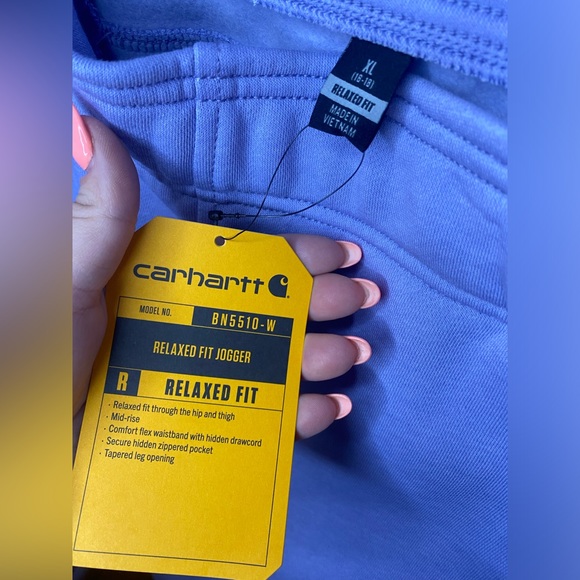 XL
(16-18)
RELAXED FIT
MADE IN
VIETNAM
carhartt
MODEL NO.
BN5510-W
RELAXED FIT JOGGER
R RELAXED FIT
· Relaxed fit through the hip and thigh
· Mid-rise
· Comfort flex waistband with hidden drawcord
· Secure hidden zippered pocket
· Tapered leg opening